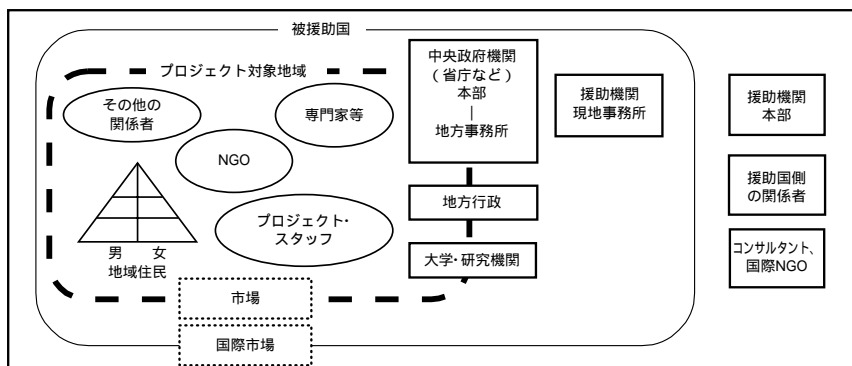 被援助国
プロジェクト対象地域
その他の
関係者
専門家等
NGO
プロジェクト・
スタッフ
男 女
地域住民
市場
国際市場
中央政府機関
（省庁など）
本部
｜
地方事務所
地方行政
大学・研究機関
援助機関
現地事務所
援助機関
本部
援助国側
の関係者
コンサルタント、
国際NGO